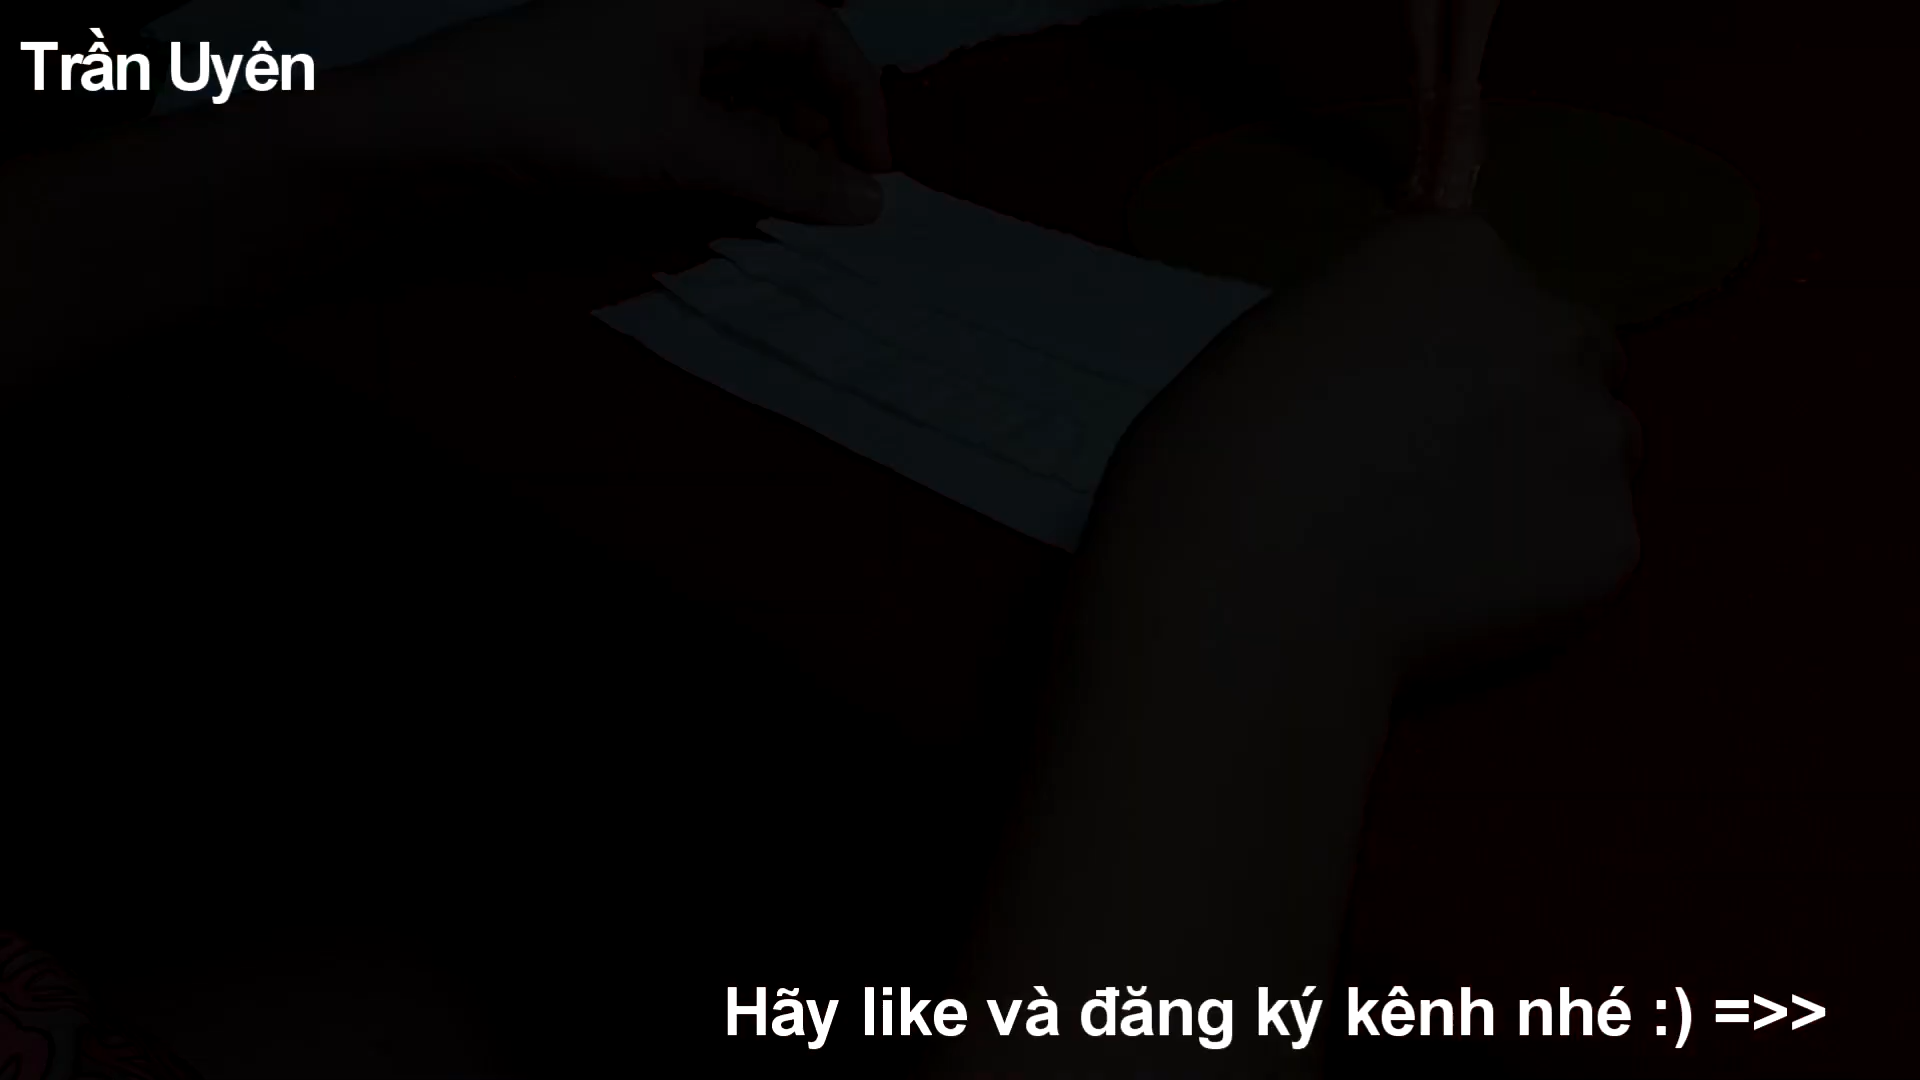 Trần Uyên
Hãy like và đăng ký kênh nhé :) =>>